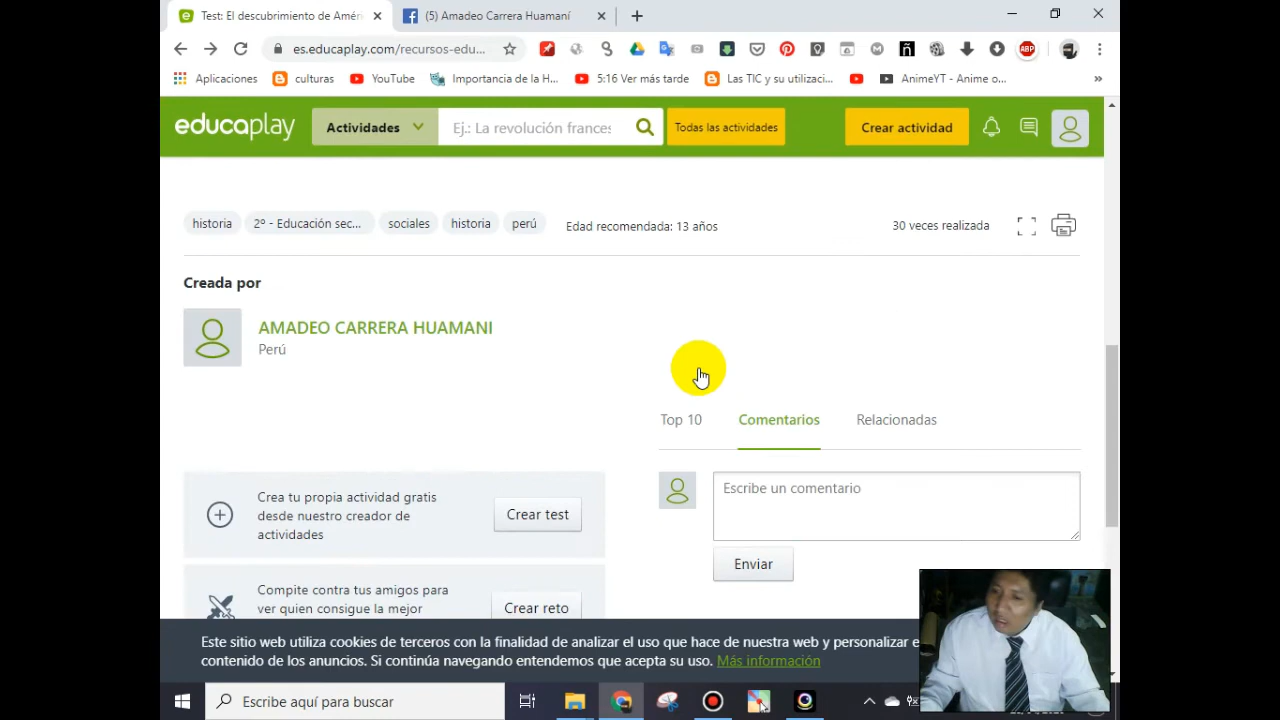 Test: El descubrimiento de Améri
(5) Amadeo Carrera Huamaní
es.educaplay.com/recursos-edu...
ABP
Aplicaciones
culturas
YouTube
Importancia de la H...
5:16 Ver más tarde
Las TIC y su utilizaci...
AnimeYT - Anime o...
educaplay
Actividades
Ej.: La revolución frances
Todas las actividades
Crear actividad
historia
2º - Educación sec...
sociales
historia
perú
Edad recomendada: 13 años
30 veces realizada
Creada por
AMADEO CARRERA HUAMANI
Perú
Top 10
Comentarios
Relacionadas
Escribe un comentario
Enviar
Crea tu propia actividad gratis
desde nuestro creador de
actividades
Crear test
Compite contra tus amigos para
ver quien consigue la mejor
Crear reto
Este sitio web utiliza cookies de terceros con la finalidad de analizar el uso que hace de nuestra web y personalizar e
contenido de los anuncios. Si continúa navegando entendemos que acepta su uso. Más información
Escribe aquí para buscar